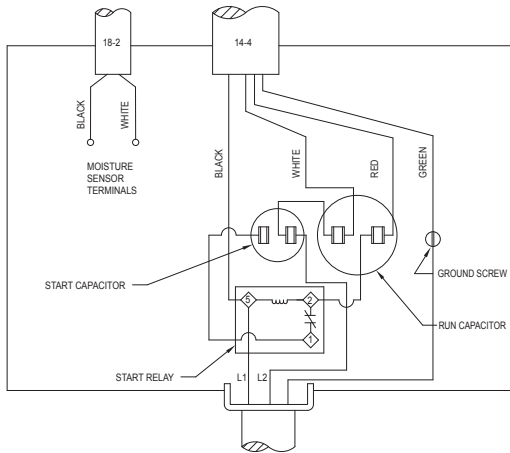 18-2
14-4
BLACK
WHITE
MOISTURE
SENSOR
TERMINALS
BLACK
WHITE
RED
GREEN
GROUND SCREW
START CAPACITOR
RUN CAPACITOR
5
2
1
START RELAY
L1
L2